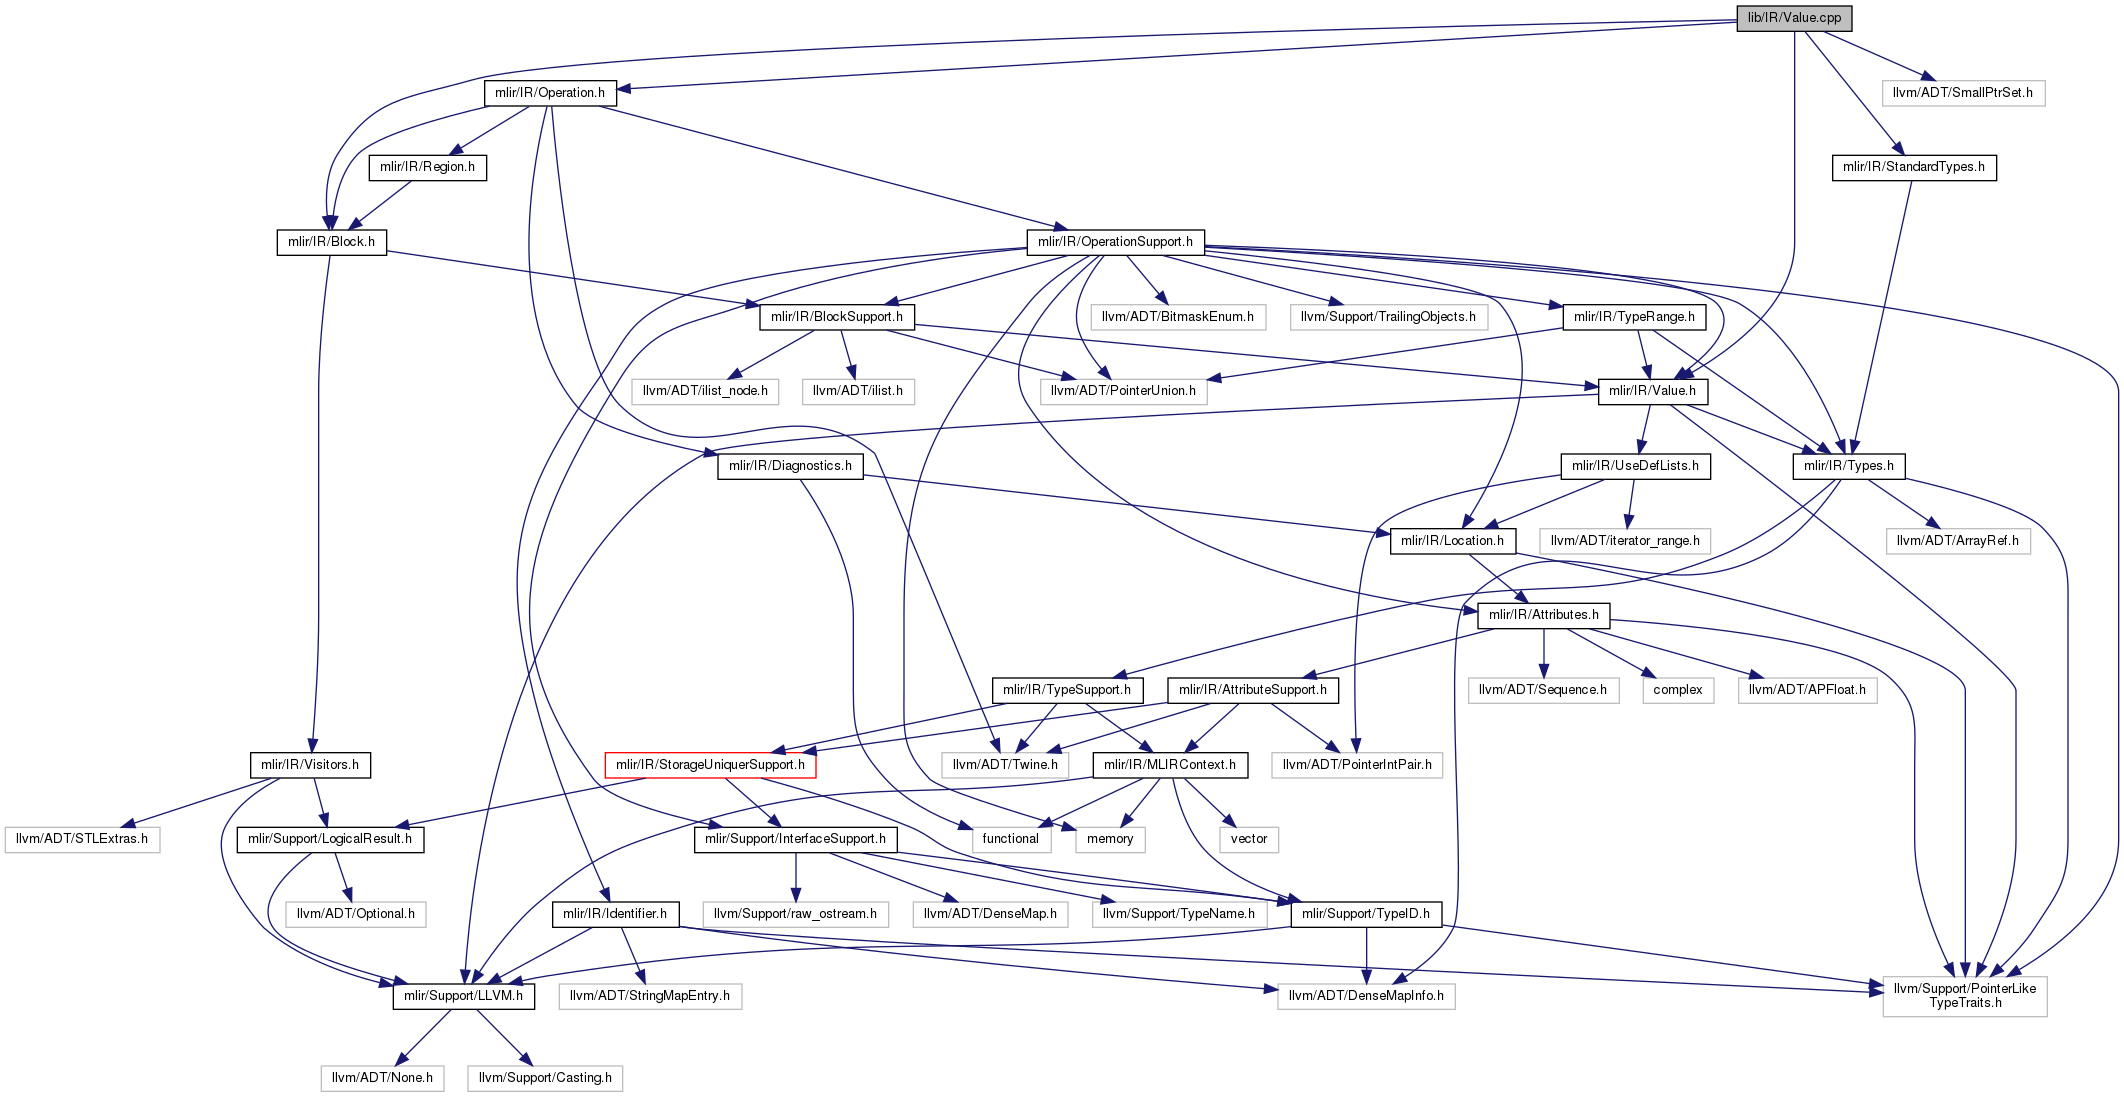 lib/IR/Value.cpp
mlir/IR/Operation.h
llvm/ADT/SmallPtrSet.h
mlir/IR/Region.h
mlir/IR/StandardTypes.h
mlir/IR/Block.h
mlir/IR/OperationSupport.h
mlir/IR/BlockSupport.h
llvm/ADT/BitmaskEnum.h
llvm/Support/TrailingObjects.h
mlir/IR/TypeRange.h
llvm/ADT/ilist_node.h
llvm/ADT/ilist.h
llvm/ADT/PointerUnion.h
mlir/IR/Value.h
mlir/IR/Diagnostics.h
mlir/IR/UseDefLists.h
mlir/IR/Types.h
mlir/IR/Location.h
llvm/ADT/iterator_range.h
llvm/ADT/ArrayRef.h
mlir/IR/Attributes.h
mlir/IR/TypeSupport.h
mlir/IR/AttributeSupport.h
llvm/ADT/Sequence.h
complex
llvm/ADT/APFloat.h
mlir/IR/Visitors.h
mlir/IR/StorageUniquerSupport.h
llvm/ADT/Twine.h
mlir/IR/MLIRContext.h
llvm/ADT/PointerIntPair.h
llvm/ADT/STLExtras.h
mlir/Support/LogicalResult.h
mlir/Support/InterfaceSupport.h
functional
memory
vector
llvm/ADT/Optional.h
mlir/IR/Identifier.h
llvm/Support/raw_ostream.h
llvm/ADT/DenseMap.h
llvm/Support/TypeName.h
mlir/Support/TypeID.h
mlir/Support/LLVM.h
llvm/ADT/StringMapEntry.h
llvm/ADT/DenseMapInfo.h
llvm/Support/PointerLike
TypeTraits.h
llvm/ADT/None.h
llvm/Support/Casting.h